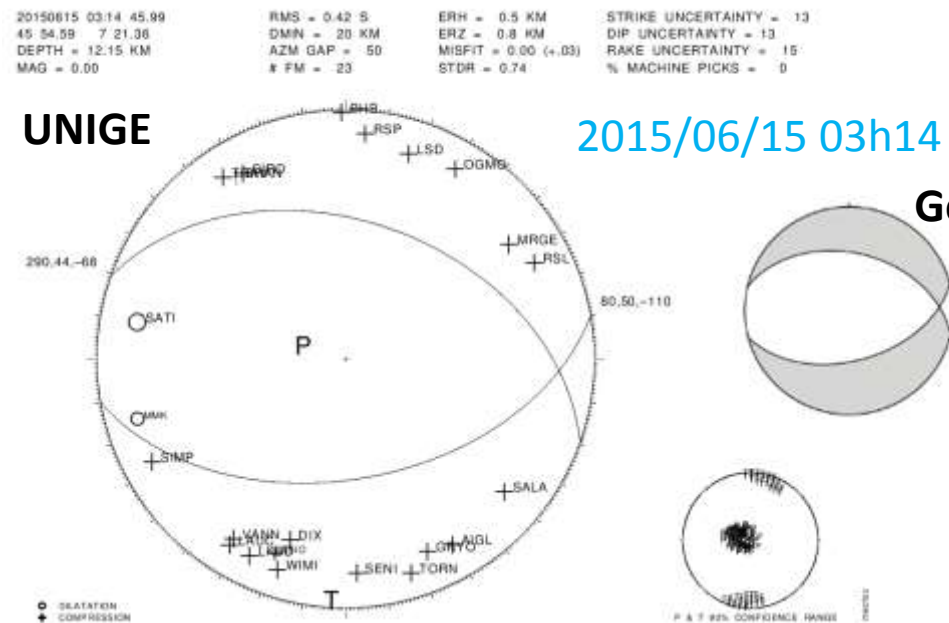 20150615 03:14 45.99 RMS = 0.42 S ERH = 0.5 KM STRIKE UNCERTAINTY = 13
45 54.59 7 21.36 DMIN = 20 KM ERZ = 0.8 KM DIP UNCERTAINTY = 13
DEPTH = 12.15 KM AZM GAP = 50 MISFIT = 0.00 (+.03) RAKE UNCERTAINTY = 15
MAG = 0.00 # FM = 23 STDR = 0.74 % MACHINE PICKS = 0
UNIGE
2015/06/15 03h14
RSP
LSD
OGMO
MRGE
RSL
290,44,-68
80,50,-110
SATI
P
MMK
SIMP
SALA
VANN
DIX
AIGL
WIMI
SENI
TORN
T
DILATATION
COMPRESSION
P & T 92% CONFIDENCE RANGE